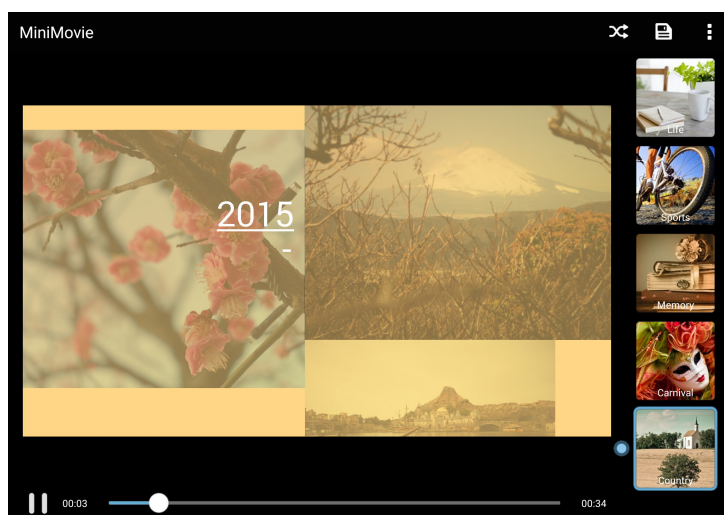 MiniMovie
Life
2015
-
Sports
Memory
Carnival
Country
00:03
00:34